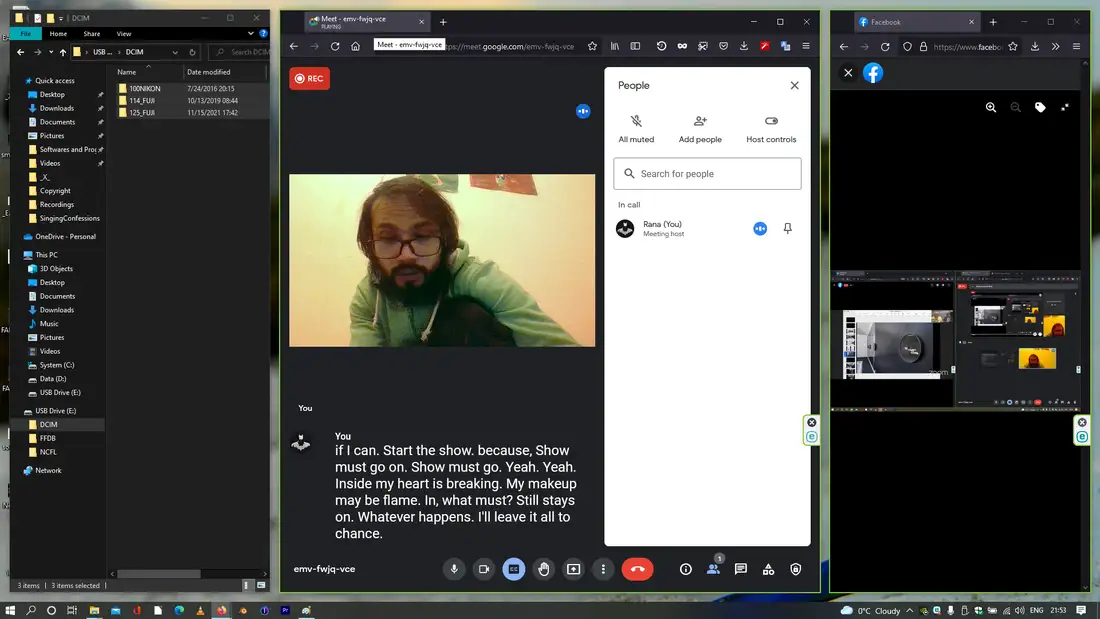 DCIM
File
Home
Share
View
USB ...
DCIM
Search DCIM
Name
Date modified
100NIKON
7/24/2016 20:15
114_FUJI
10/13/2019 08:44
125_FUJI
11/15/2021 17:42
Quick access
Desktop
Downloads
Documents
Pictures
Softwares and Prog
Videos
_X_
Copyright
Recordings
SingingConfessions
OneDrive - Personal
This PC
3D Objects
Desktop
Documents
Downloads
Music
Pictures
Videos
System (C:)
Data (D:)
USB Drive (E:)
USB Drive (E:)
DCIM
FFDB
NCFL
Network
3 items
3 items selected
Meet - emv-fwjq-vce
PLAYING
Meet - emv-fwjq-vce
ps://meet.google.com/emv-fwjq-vce
REC
You
You
if I can. Start the show. because, Show
must go on. Show must go. Yeah. Yeah.
Inside my heart is breaking. My makeup
may be flame. In, what must? Still stays
on. Whatever happens. I'll leave it all to
chance.
emv-fwjq-vce
1
People
All muted
Add people
Host controls
Search for people
In call
Rana (You)
Meeting host
Facebook
https://www.faceboo
zoom
0°C Cloudy
ENG
21:53